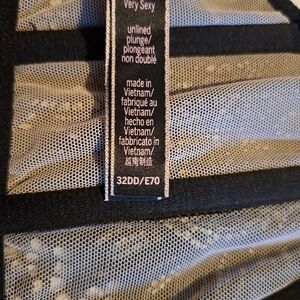 Very Sexy
unlined
plunge/
plongeant
non doublé
made in
Vietnam/
fabriqué au
Vietnam/
hecho en
Vietnam/
fabbricato in
Vietnam/
越南制造
32DD/E70